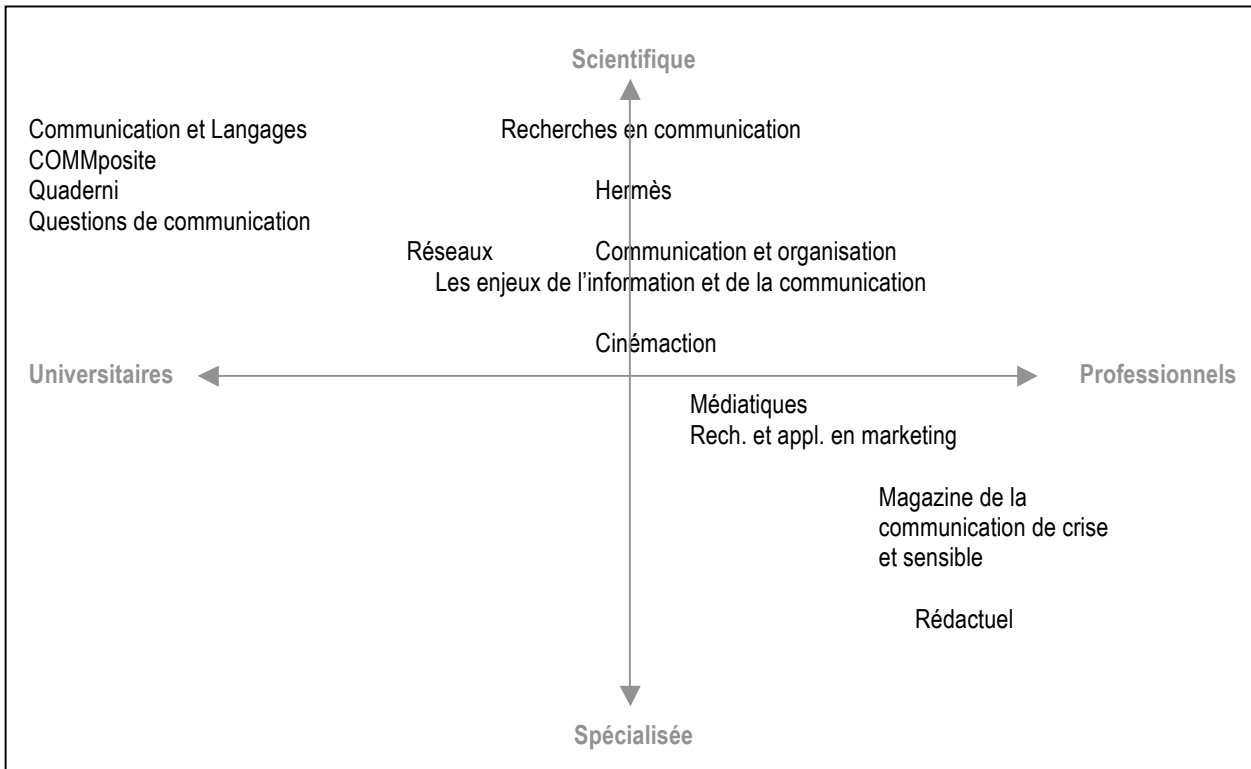 Scientifique
Communication et Langages
Recherches en communication
COMMposite
Quaderni
Hermès
Questions de communication
Réseaux
Communication et organisation
Les enjeux de l’information et de la communication
Cinémaction
Universitaires
Professionnels
Médiatiques
Rech. et appl. en marketing
Magazine de la
communication de crise
et sensible
Rédactuel
Spécialisée